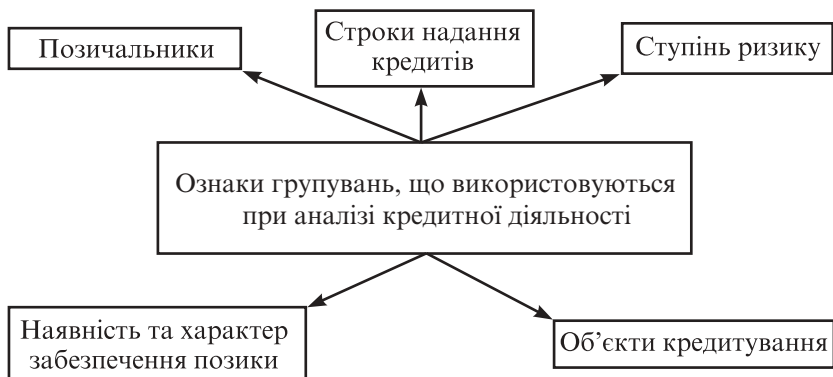 Позичальники
Строки надання
кредитів
Ступінь ризику
Ознаки групувань, що використовуються
при аналізі кредитної діяльності
Наявність та характер
забезпечення позики
Об’єкти кредитування